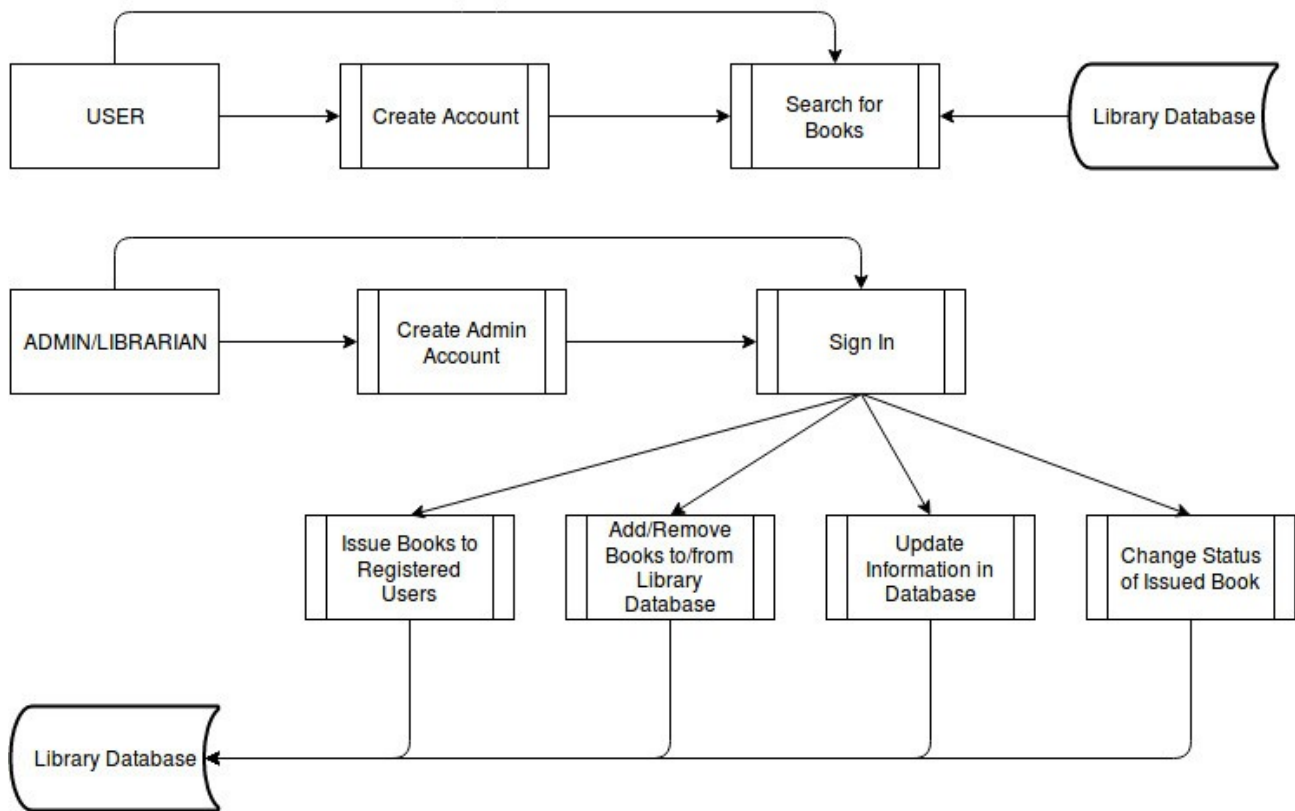 USER
Create Account
Search for
Books
Library Database
ADMIN/LIBRARIAN
Create Admin
Account
Sign In
Issue Books to
Registered
Users
Add/Remove
Books to/from
Library
Database
Update
Information in
Database
Change Status
of Issued Book
Library Database